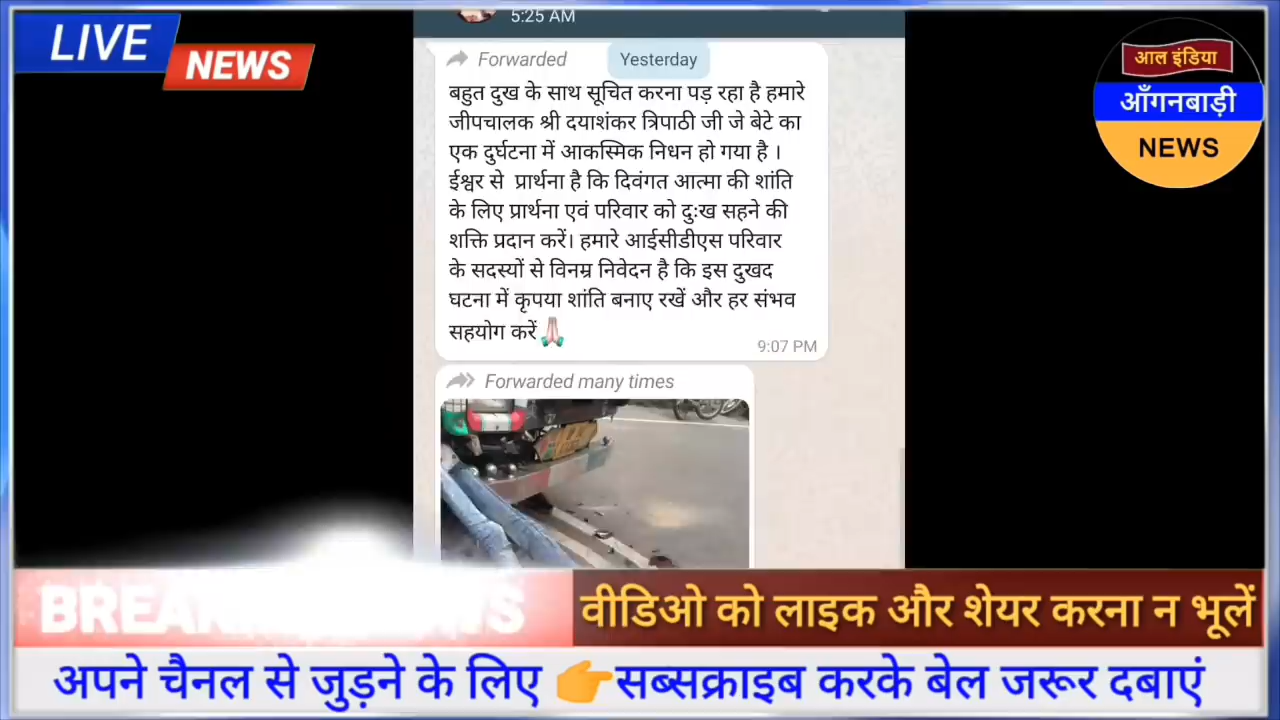 LIVE
NEWS
5:25 AM
आल इंडिया
आँगनबाड़ी
NEWS
Forwarded
Yesterday
बहुत दुख के साथ सूचित करना पड़ रहा है हमारे
जीपचालक श्री दयाशंकर त्रिपाठी जी जे बेटे का
एक दुर्घटना में आकस्मिक निधन हो गया है ।
ईश्वर से प्रार्थना है कि दिवंगत आत्मा की शांति
के लिए प्रार्थना एवं परिवार को दुःख सहने की
शक्ति प्रदान करें। हमारे आईसीडीएस परिवार
के सदस्यों से विनम्र निवेदन है कि इस दुखद
घटना में कृपया शांति बनाए रखें और हर संभव
सहयोग करें🙏
9:07 PM
Forwarded many times
वीडिओ को लाइक और शेयर करना न भूलें
अपने चैनल से जुड़ने के लिए 👉सब्सक्राइब करके बेल जरूर दबाएं